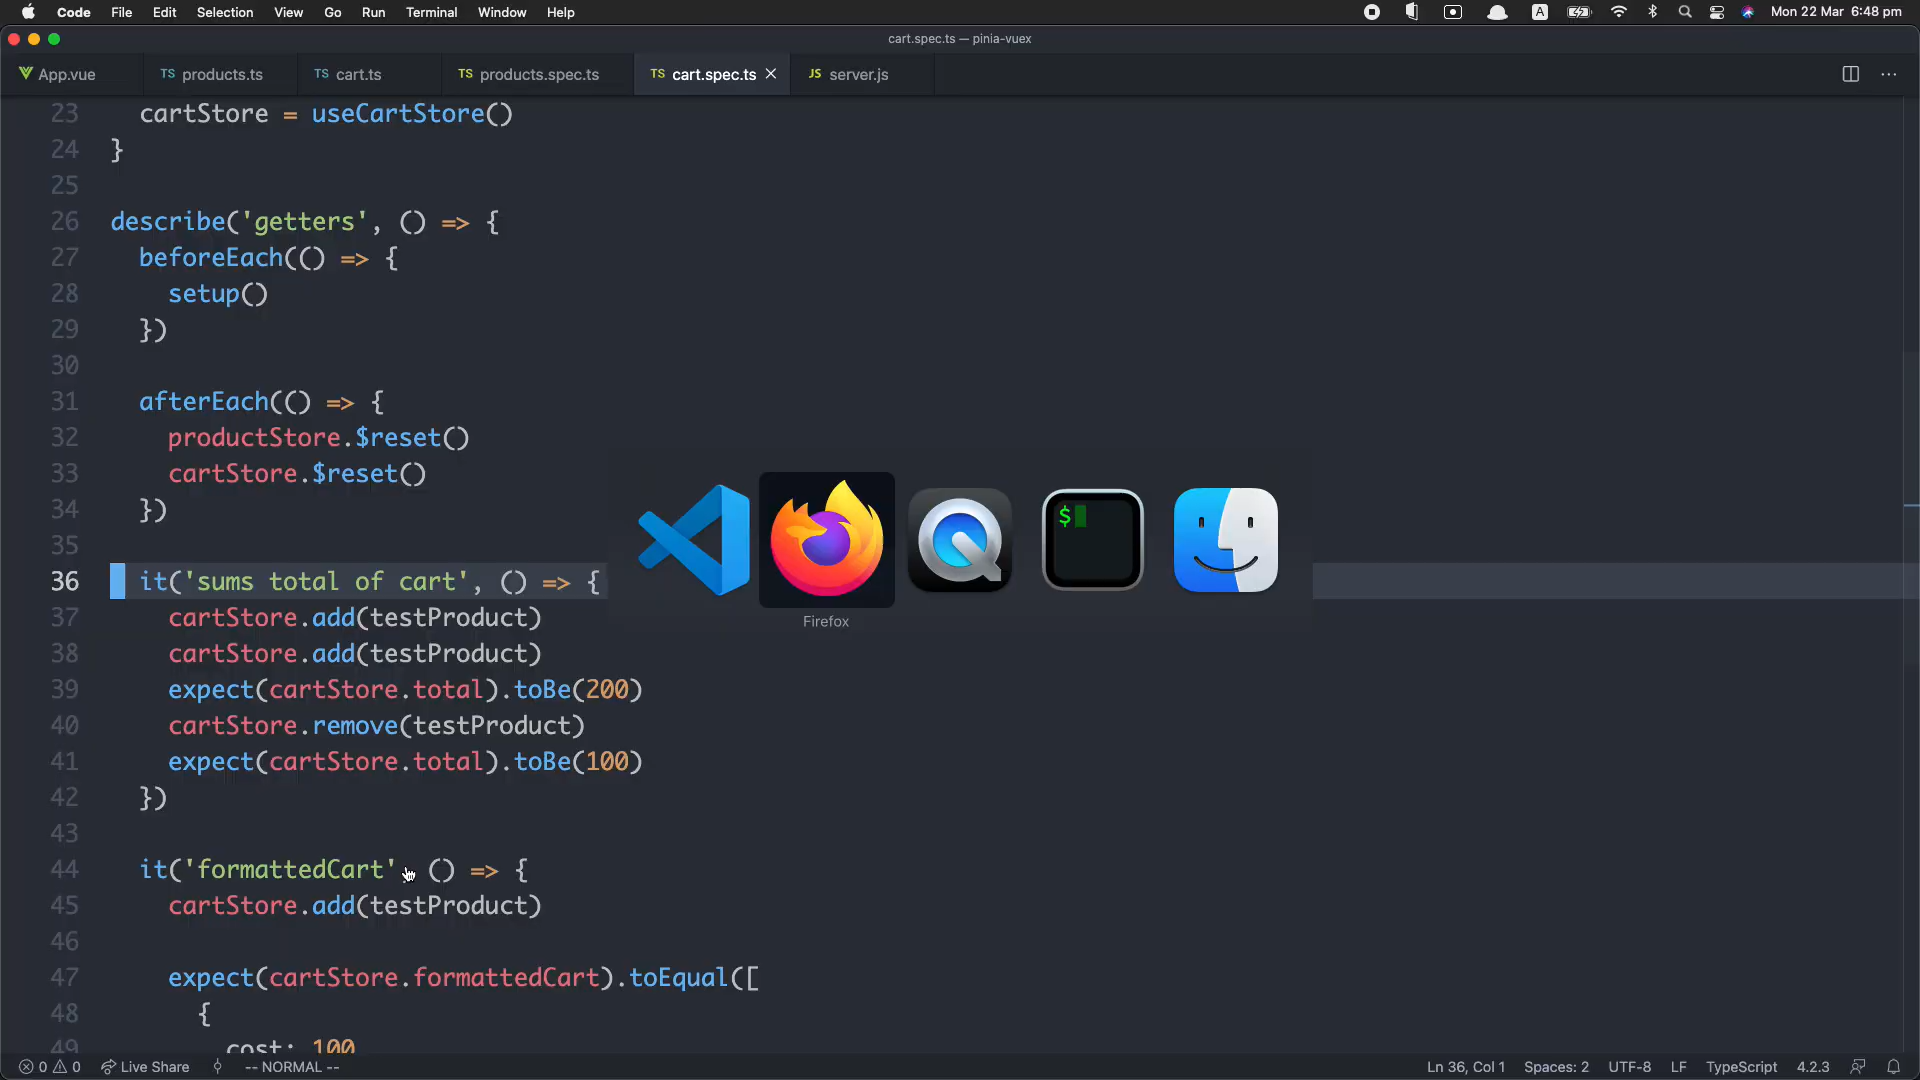 Code File Edit Selection View Go Run Terminal Window Help A Mon 22 Mar 6:48 pm
cart.spec.ts — pinia-vuex
App.vue TS products.ts TS cart.ts TS products.spec.ts TS cart.spec.ts JS server.js
23 cartStore = useCartStore()
24 }
25
26 describe('getters', () => {
27 beforeEach(() => {
28 setup()
29 })
30
31 afterEach(() => {
32 productStore.$reset()
33 cartStore.$reset()
34 })
35
36 it('sums total of cart', () => {
37 cartStore.add(testProduct)
38 cartStore.add(testProduct)
39 expect(cartStore.total).toBe(200)
40 cartStore.remove(testProduct)
41 expect(cartStore.total).toBe(100)
42 })
43
44 it('formattedCart', () => {
45 cartStore.add(testProduct)
46
47 expect(cartStore.formattedCart).toEqual([
48 {
49 cost: 100
$
Firefox
0 0 Live Share -- NORMAL -- Ln 36, Col 1 Spaces: 2 UTF-8 LF TypeScript 4.2.3